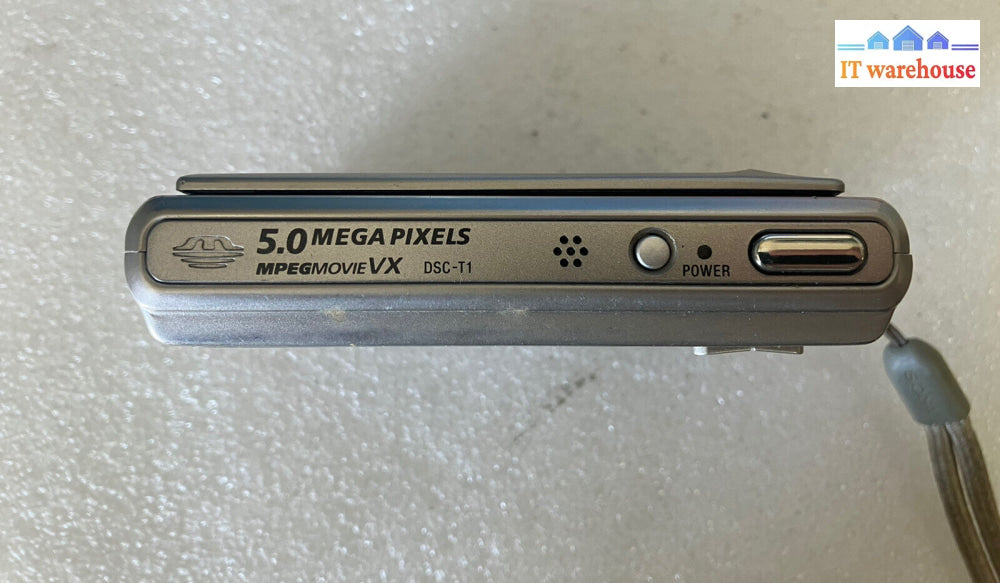 IT warehouse
5.0 MEGA PIXELS
MPEGMOVIE VX DSC-T1
POWER